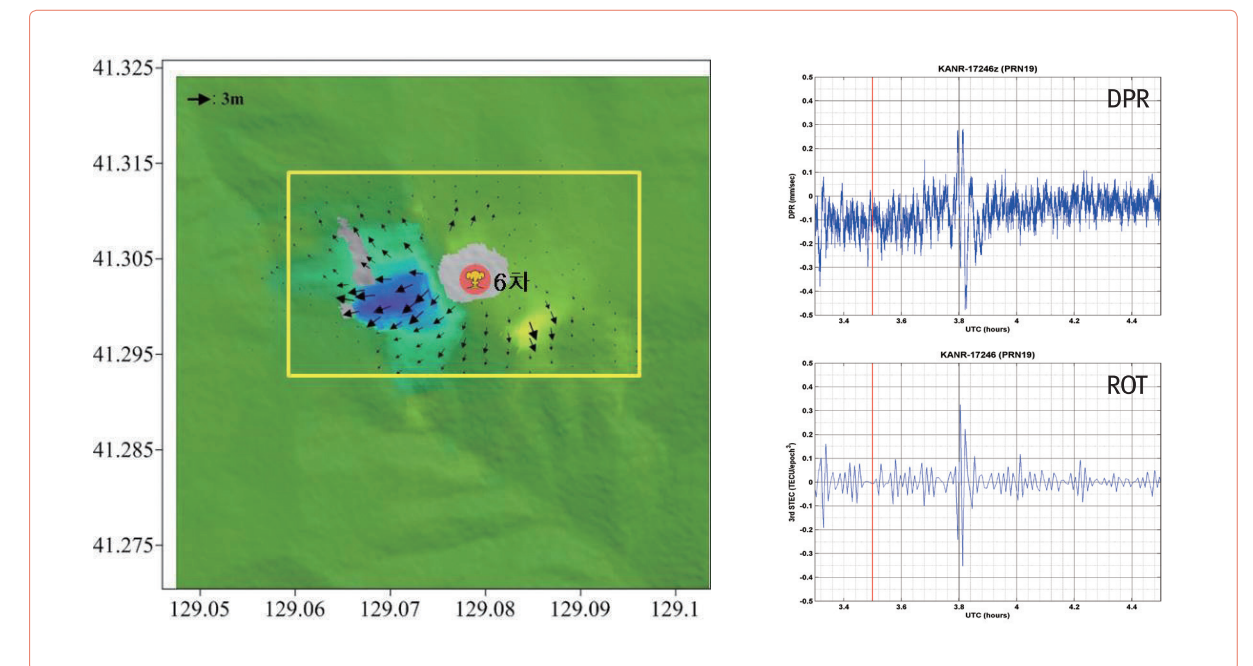 41.325
41.315
41.305
41.295
41.285
41.275
129.05 129.06 129.07 129.08 129.09 129.1
: 3m
6차
KANR-17246z (PRN19)
DPR
DPR (mm/sec)
0.5
0.4
0.3
0.2
0.1
0
-0.1
-0.2
-0.3
-0.4
-0.5
3.4 3.6 3.8 4 4.2 4.4
UTC (hours)
KANR-17246 (PRN19)
ROT
3rd STEC (TECU/epoch²)
0.5
0.4
0.3
0.2
0.1
0
-0.1
-0.2
-0.3
-0.4
-0.5
3.4 3.6 3.8 4 4.2 4.4
UTC (hours)